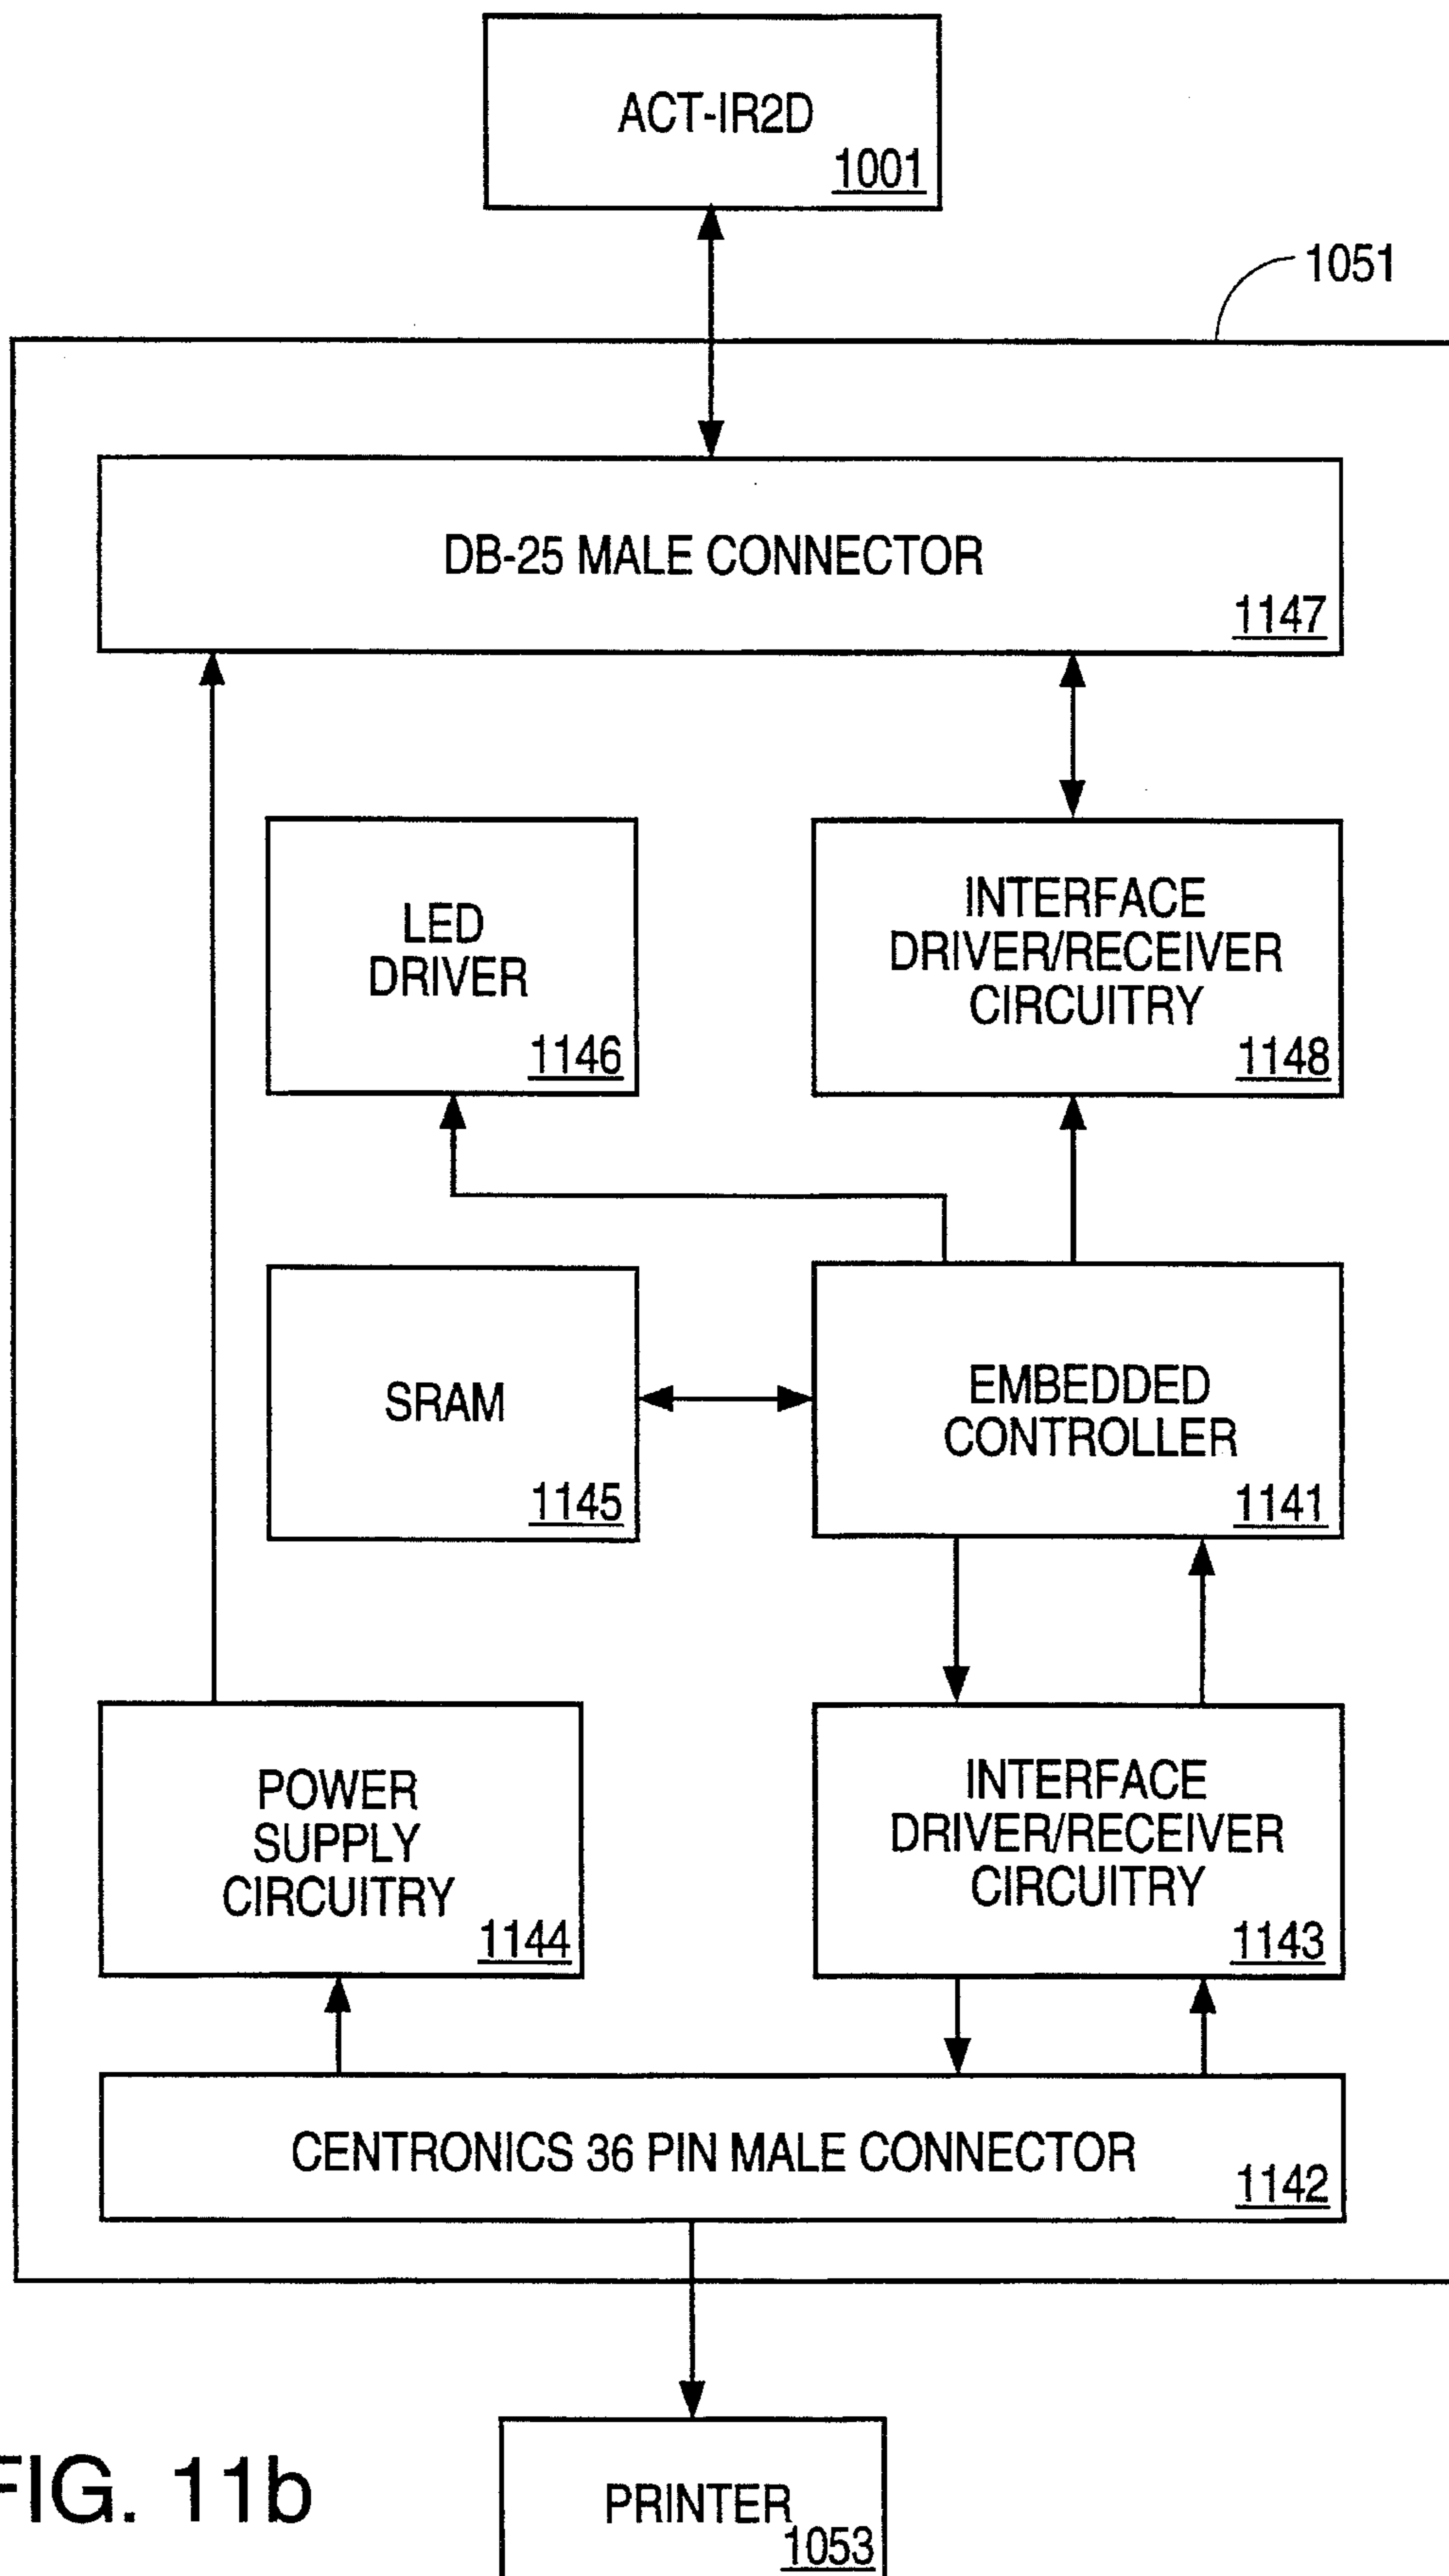 ACT-IR2D
1001
1051
DB-25 MALE CONNECTOR
1147
LED
DRIVER
1146
INTERFACE
DRIVER/RECEIVER
CIRCUITRY
1148
SRAM
1145
EMBEDDED
CONTROLLER
1141
POWER
SUPPLY
CIRCUITRY
1144
INTERFACE
DRIVER/RECEIVER
CIRCUITRY
1143
CENTRONICS 36 PIN MALE CONNECTOR
1142
FIG. 11b
PRINTER
1053